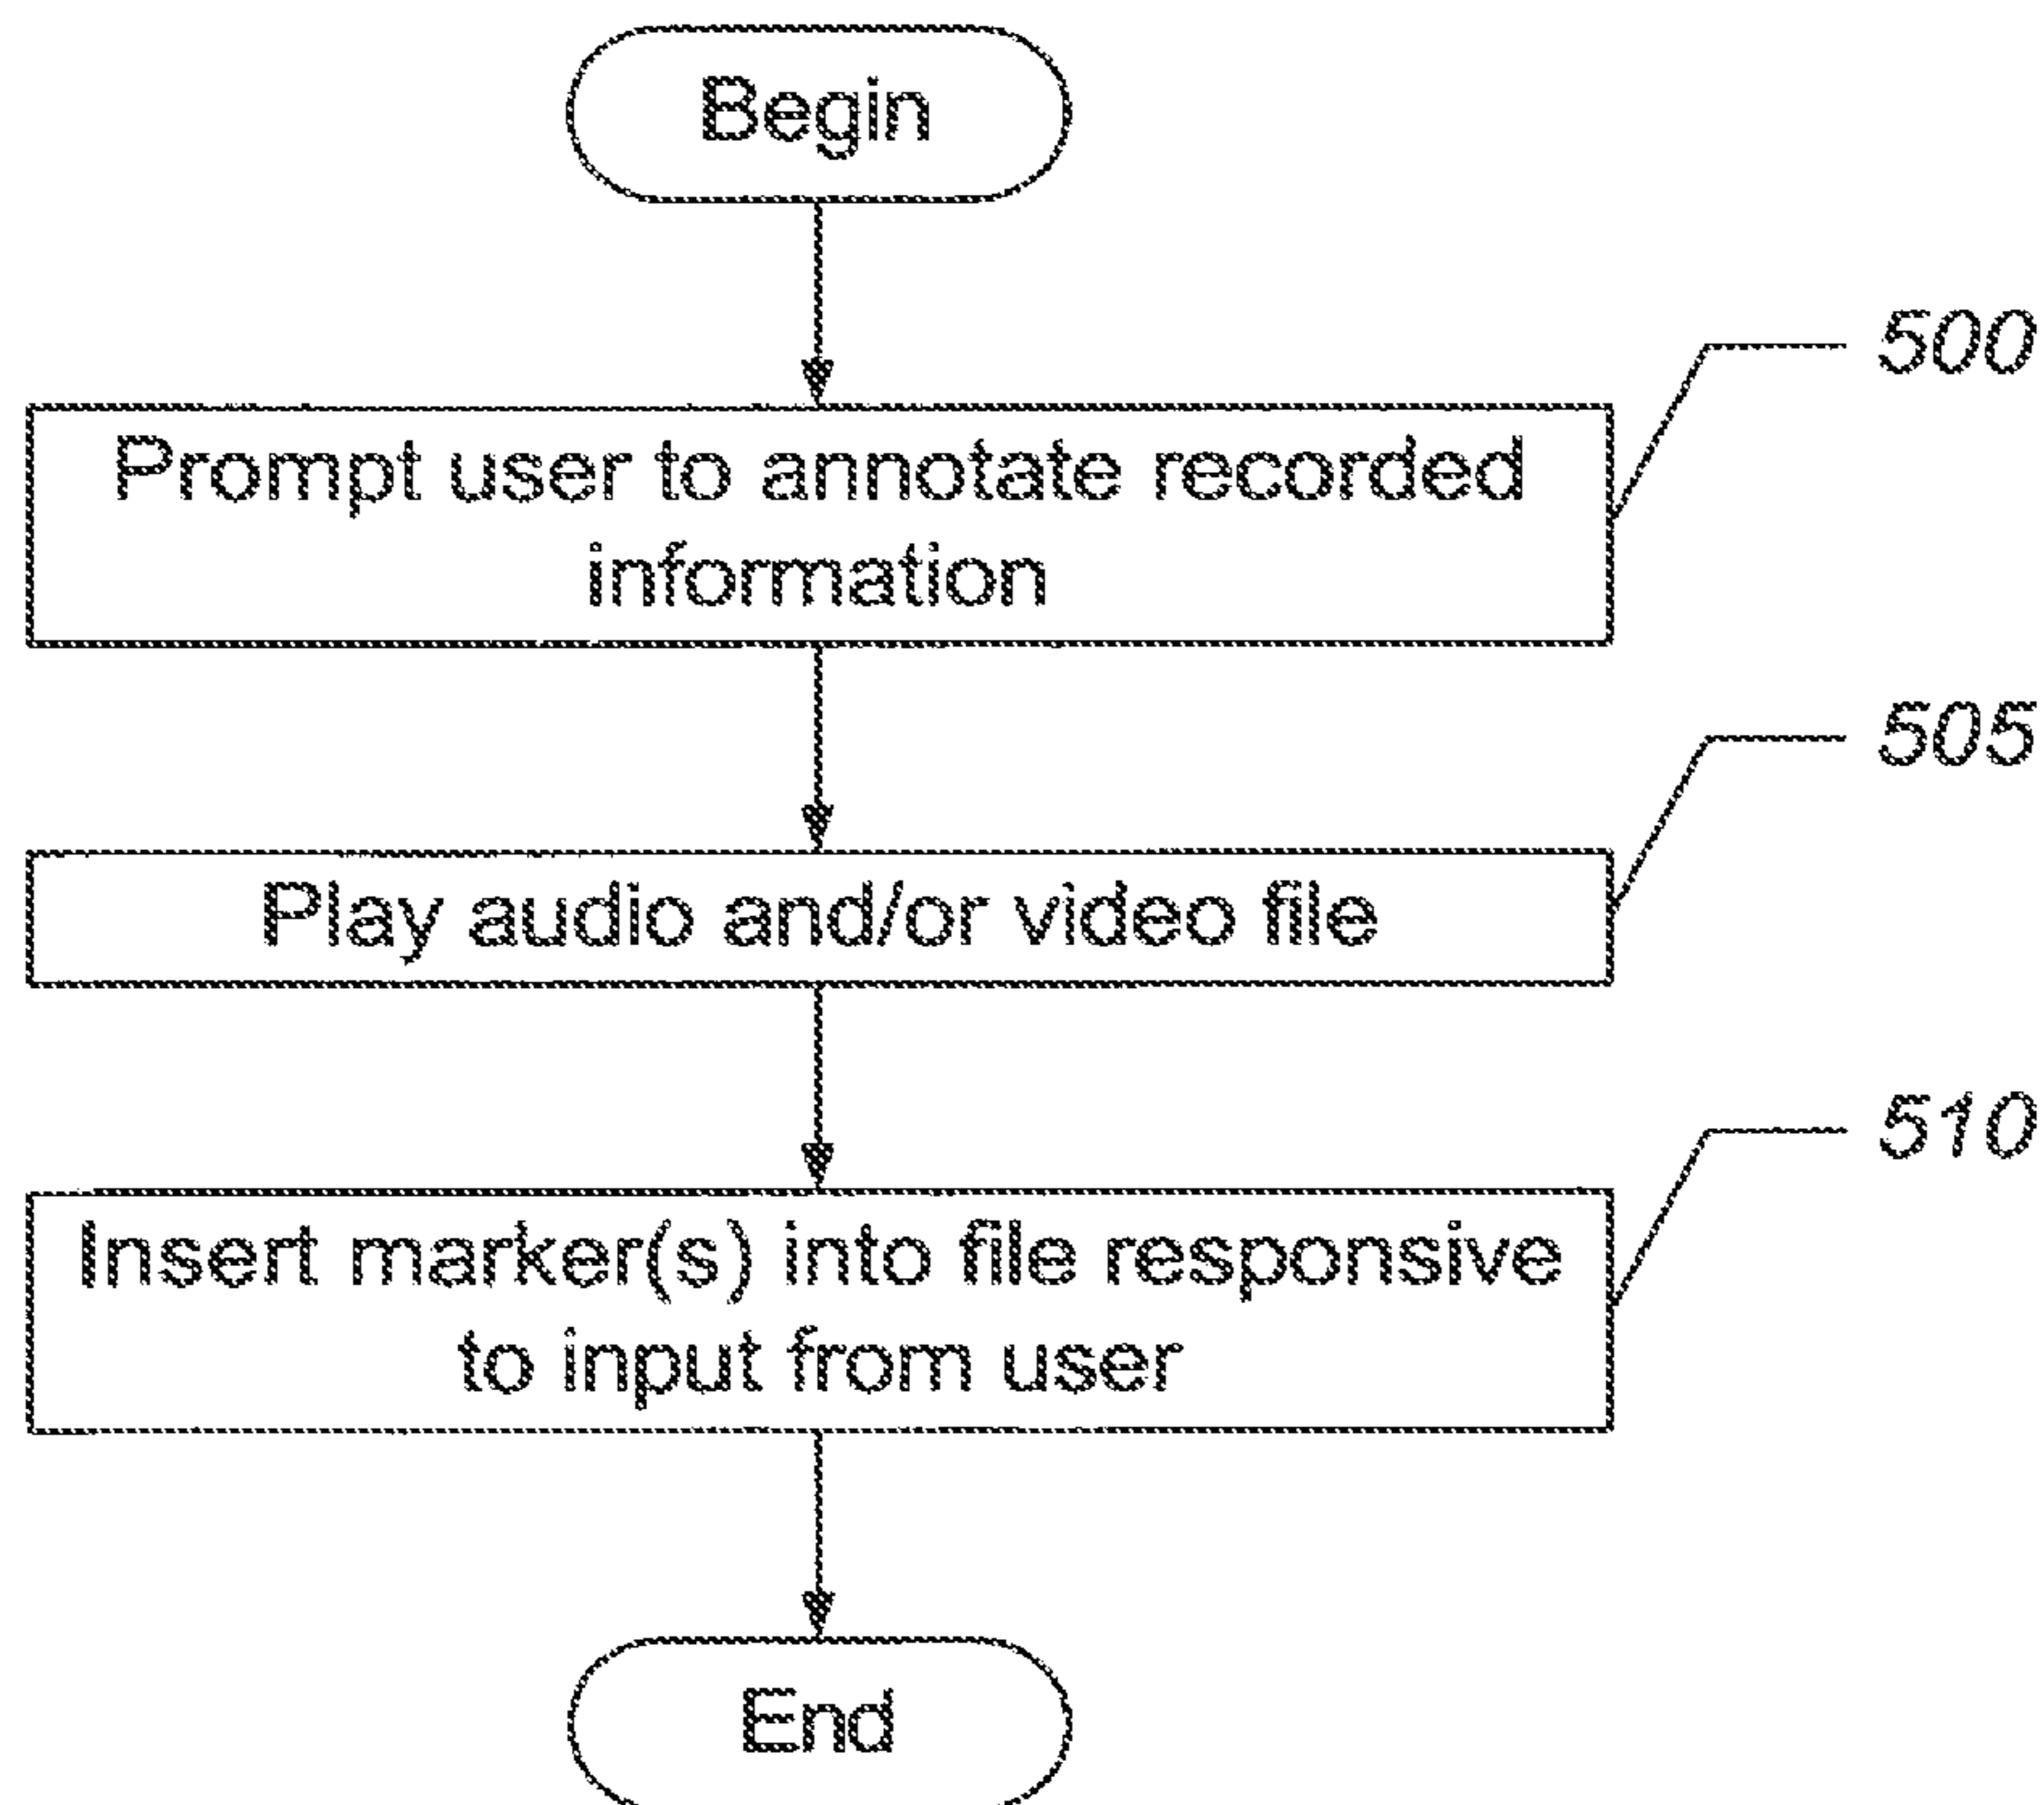 Begin
500
Prompt user to annotate recorded
information
505
Play audio and/or video file
510
Insert marker(s) into file responsive
to input from user
End